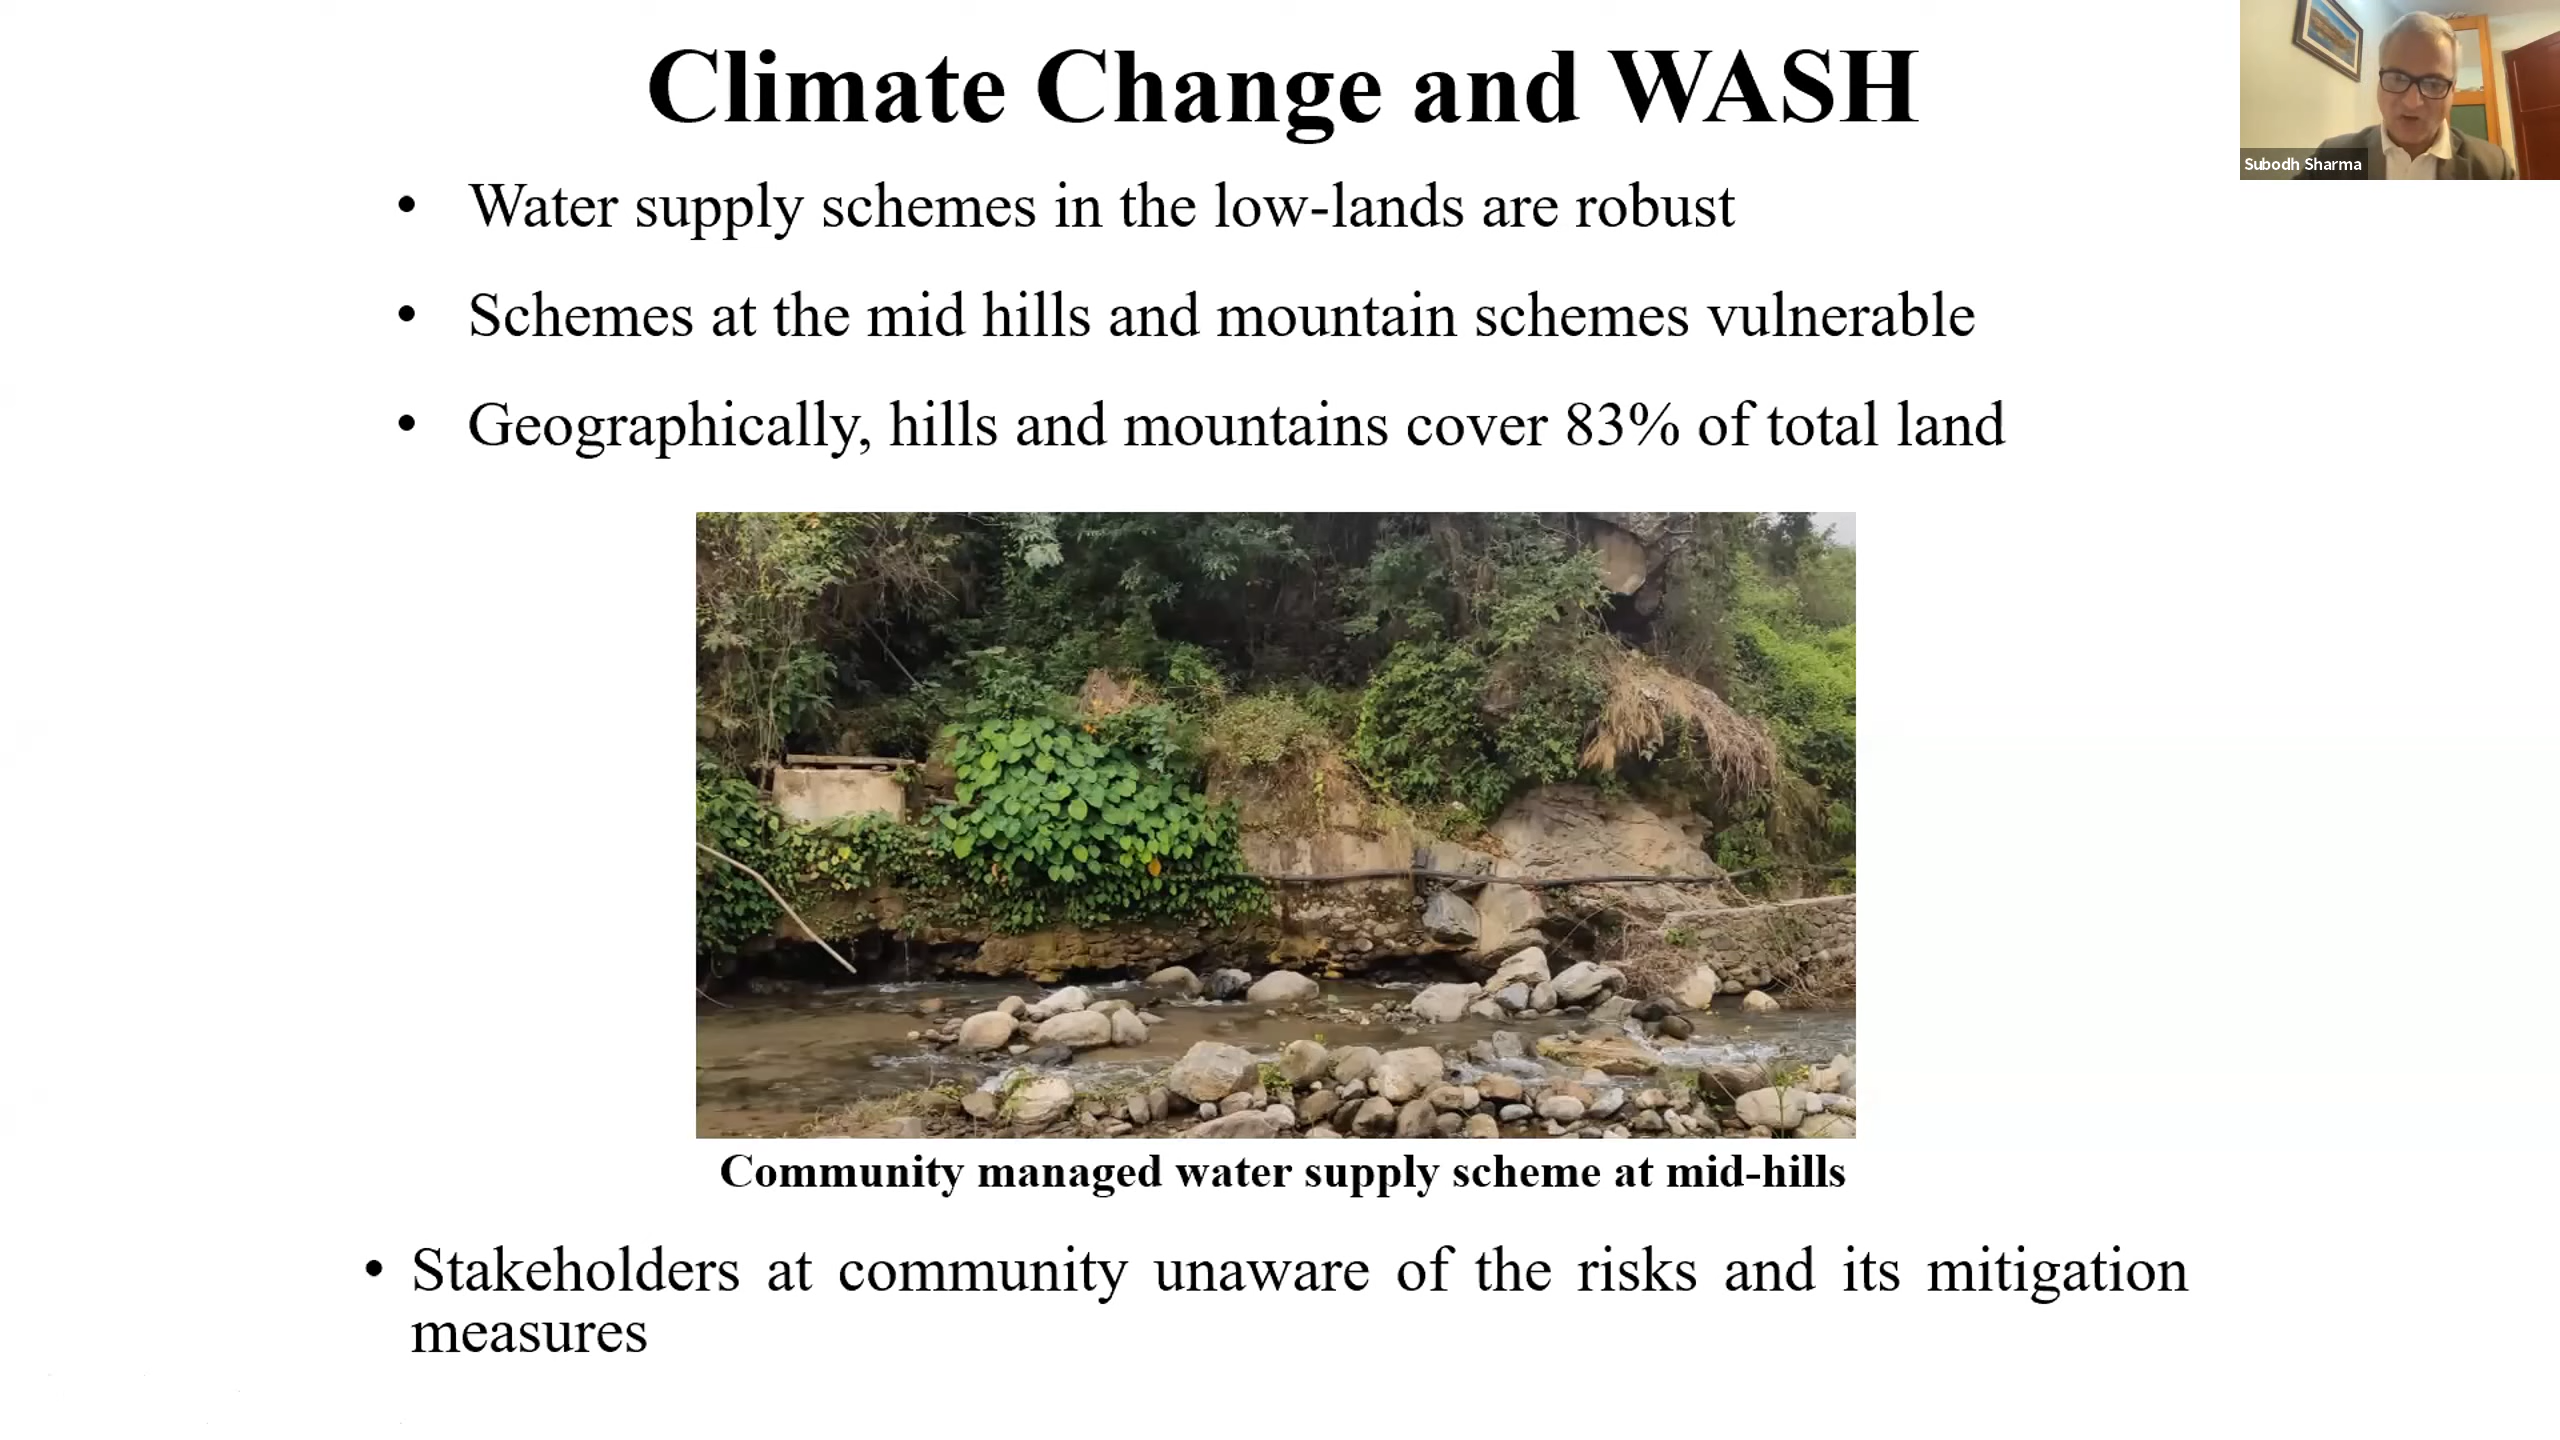 Climate Change and WASH
Subodh Sharma
• Water supply schemes in the low-lands are robust
• Schemes at the mid hills and mountain schemes vulnerable
• Geographically, hills and mountains cover 83% of total land
Community managed water supply scheme at mid-hills
• Stakeholders at community unaware of the risks and its mitigation
measures